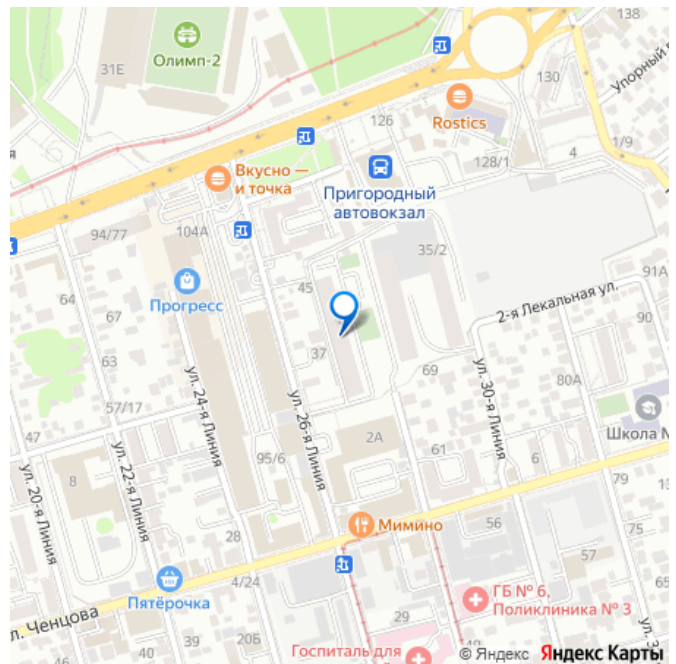 138
Олимп-2
31Е
130
Упорный
126
Rostics
Вкусно —
и точка
128/1
4
1/9
Пригородный
автовокзал
94/77
104А
35/2
45
Прогресс
64
67
91А
2-я Лекальная ул.
90
63
37
69
80А
57/17
ул. 24-я Линия
ул. 26-я Линия
ул. 30-я Линия
47
ул. 22-я Линия
2А
Школа №
ул. 20-я Линия
8
95/6
61
6
79
28
Мимино
56
75
57
Пятёрочка
4/24
ГБ № 6,
Поликлиника № 3
л. Ченцова
20Б
29
65
Госпиталь для
© Яндекс Яндекс Карты